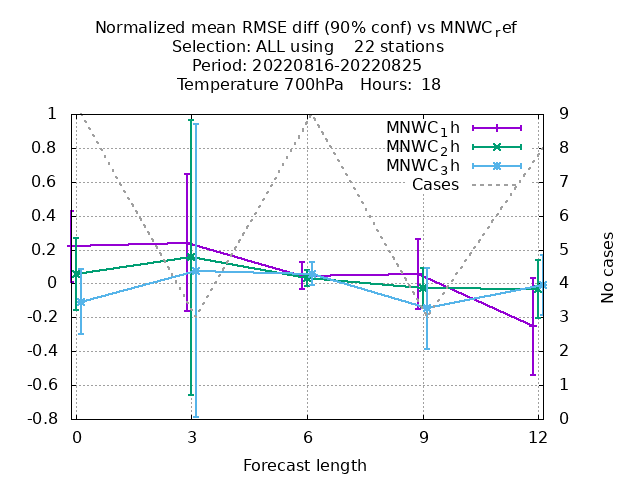 Normalized mean RMSE diff (90% conf) vs MNWC_ref
Selection: ALL using 22 stations
Period: 20220816-20220825
Temperature 700hPa Hours: 18
MNWC_1h
MNWC_2h
MNWC_3h
Cases
1
0.8
0.6
0.4
0.2
0
-0.2
-0.4
-0.6
-0.8
9
8
7
6
5
4
3
2
1
0
No cases
0 3 6 9 12
Forecast length